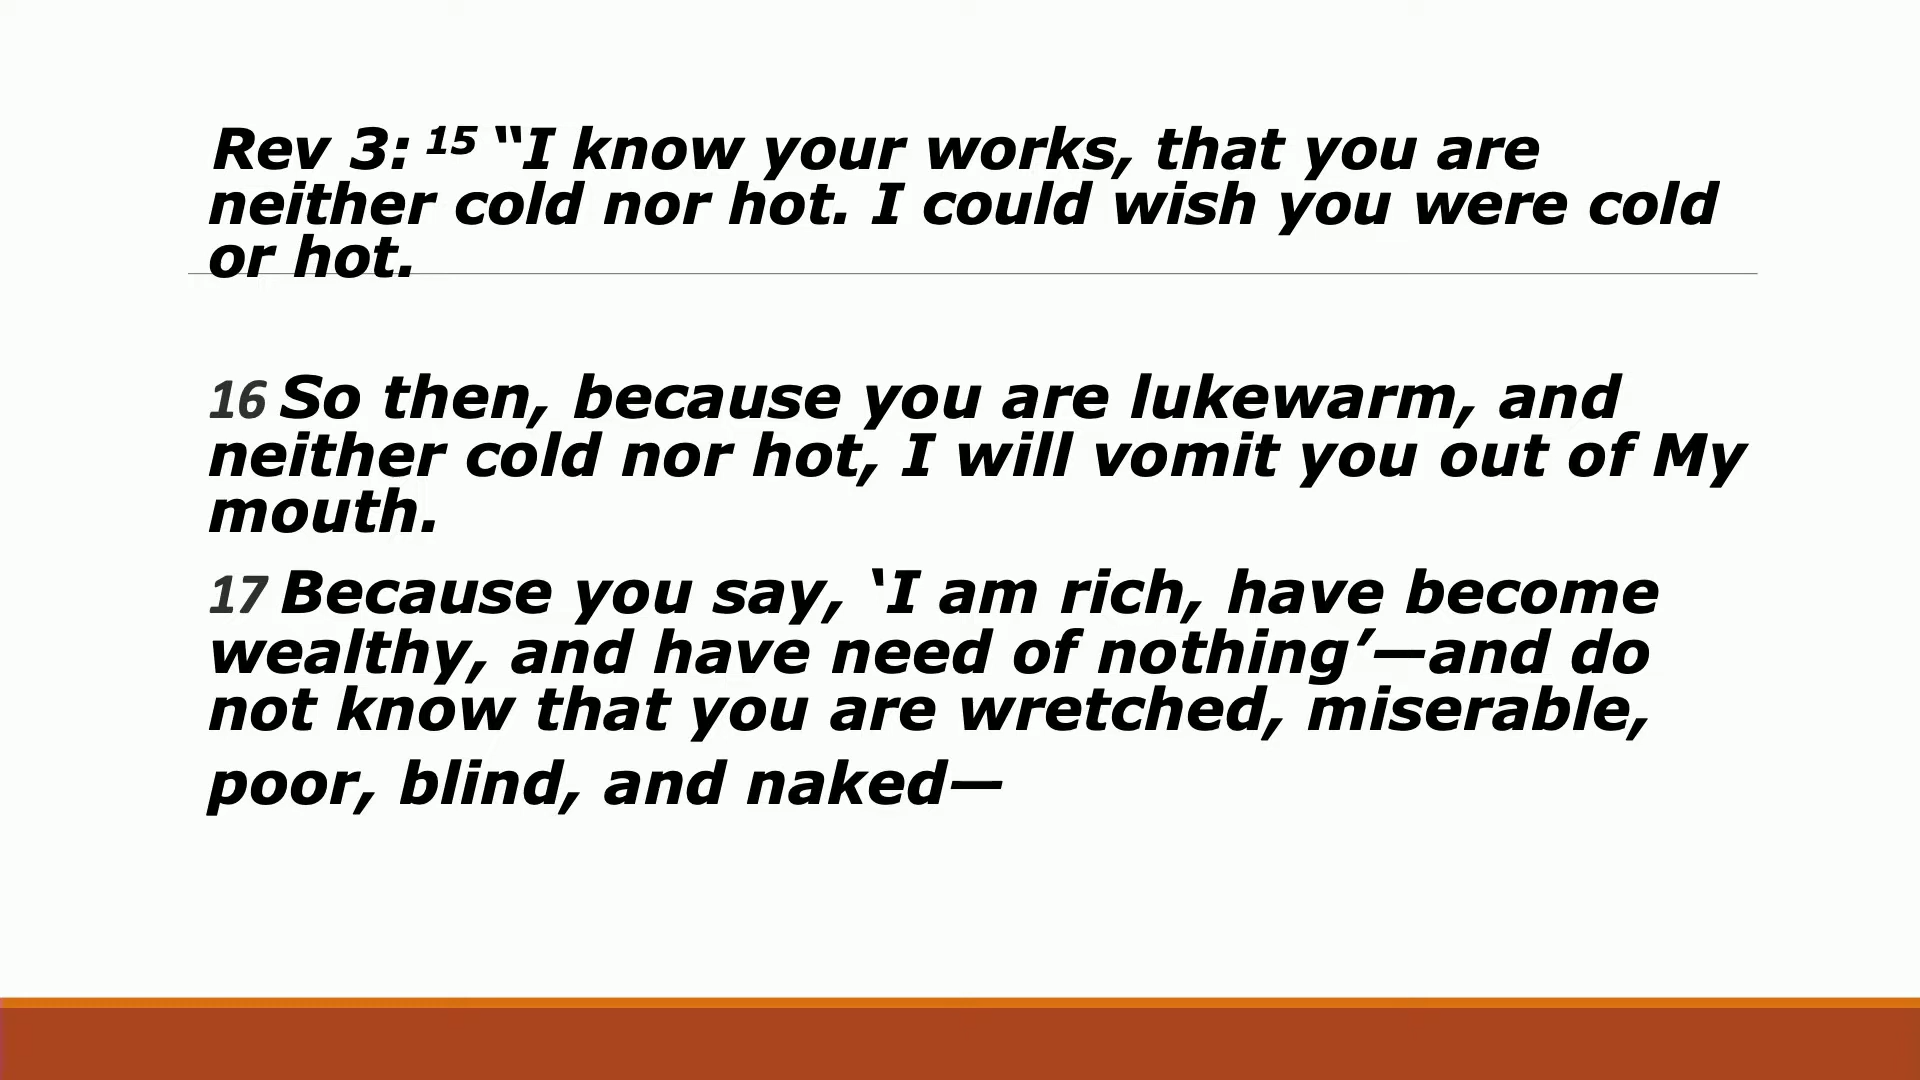 Rev 3: 15 “I know your works, that you are
neither cold nor hot. I could wish you were cold
or hot.
16 So then, because you are lukewarm, and
neither cold nor hot, I will vomit you out of My
mouth.
17 Because you say, ‘I am rich, have become
wealthy, and have need of nothing’—and do
not know that you are wretched, miserable,
poor, blind, and naked—